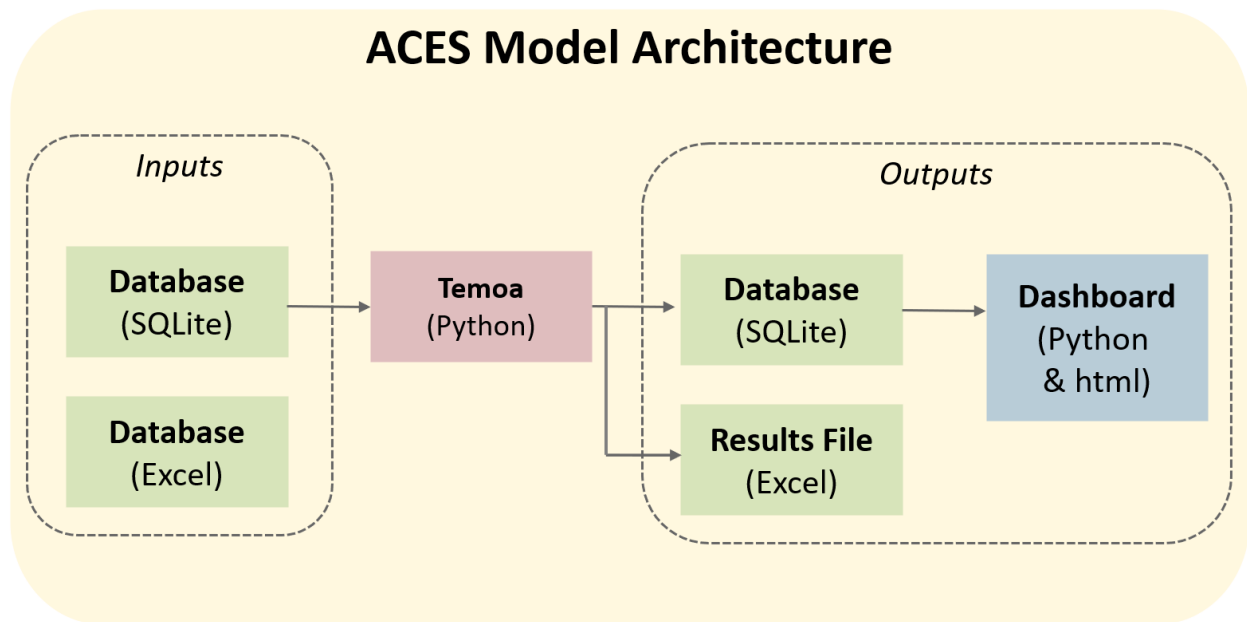 ACES Model Architecture
Inputs
Database
(SQLite)
Database
(Excel)
Temoa
(Python)
Outputs
Database
(SQLite)
Results File
(Excel)
Dashboard
(Python
& html)